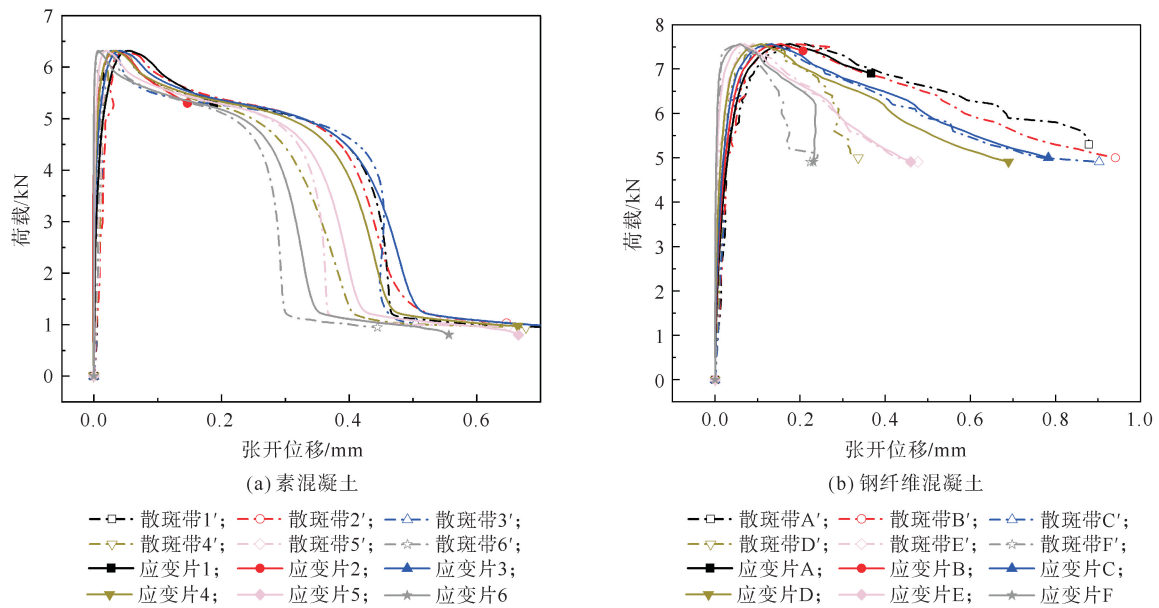 7
6
5
4
3
2
1
0
荷载/kN
0.0 0.2 0.4 0.6
张开位移/mm
(a) 素混凝土
散斑带1′; 散斑带2′; 散斑带3′;
散斑带4′; 散斑带5′; 散斑带6′;
应变片1; 应变片2; 应变片3;
应变片4; 应变片5; 应变片6
8
7
6
5
4
3
2
1
0
荷载/kN
0.0 0.2 0.4 0.6 0.8 1.0
张开位移/mm
(b) 钢纤维混凝土
散斑带A′; 散斑带B′; 散斑带C′;
散斑带D′; 散斑带E′; 散斑带F′;
应变片A; 应变片B; 应变片C;
应变片D; 应变片E; 应变片F